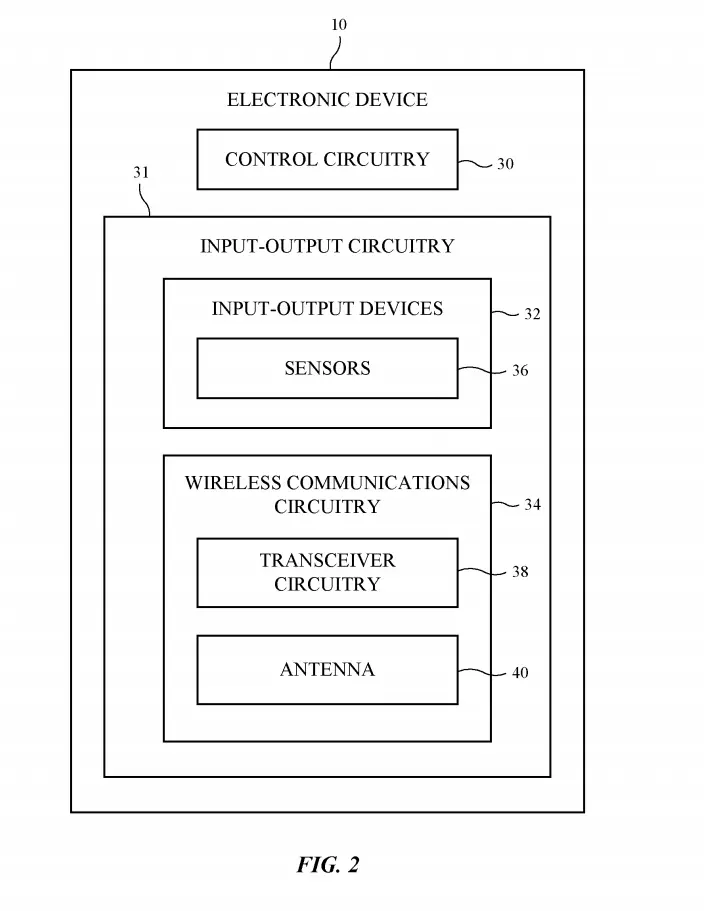 10
ELECTRONIC DEVICE
CONTROL CIRCUITRY
30
31
INPUT-OUTPUT CIRCUITRY
INPUT-OUTPUT DEVICES
32
SENSORS
36
WIRELESS COMMUNICATIONS
CIRCUITRY
34
TRANSCEIVER
CIRCUITRY
38
ANTENNA
40
FIG. 2